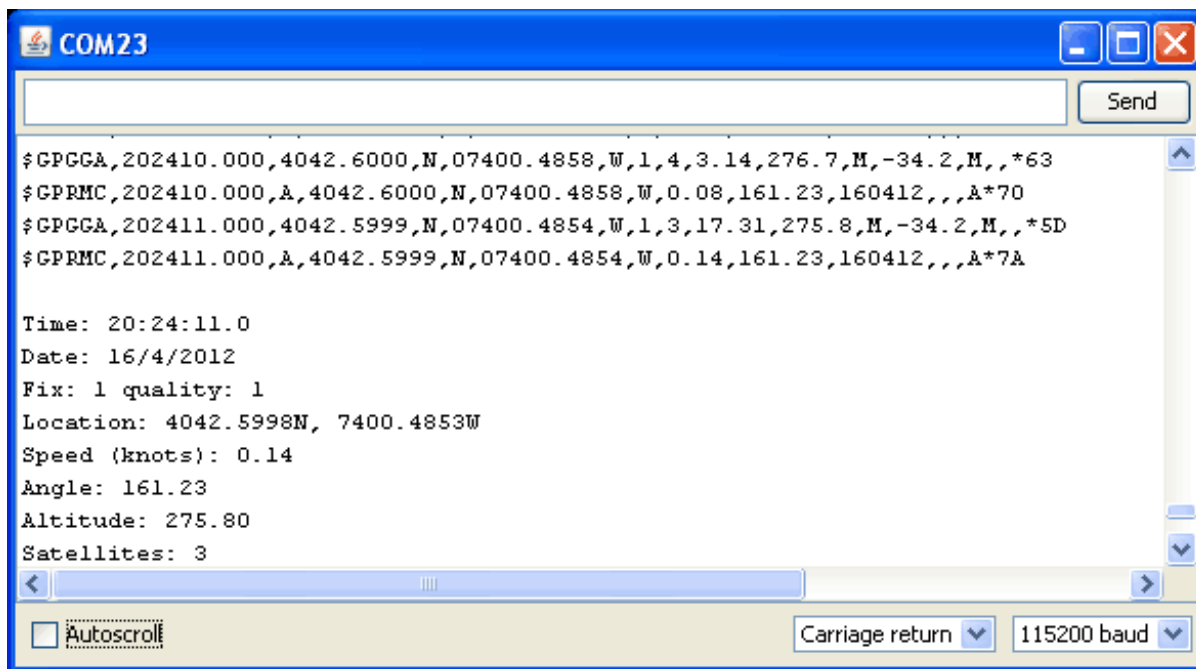 COM23
Send
$GPGGA,202410.000,4042.6000,N,07400.4858,W,1,4,3.14,276.7,M,-34.2,M,,*63
$GPRMC,202410.000,A,4042.6000,N,07400.4858,W,0.08,161.23,160412,,,A*70
$GPGGA,202411.000,4042.5999,N,07400.4854,W,1,3,17.31,275.8,M,-34.2,M,,*5D
$GPRMC,202411.000,A,4042.5999,N,07400.4854,W,0.14,161.23,160412,,,A*7A
Time: 20:24:11.0
Date: 16/4/2012
Fix: 1 quality: 1
Location: 4042.5998N, 7400.4853W
Speed (knots): 0.14
Angle: 161.23
Altitude: 275.80
Satellites: 3
Autoscroll Carriage return 115200 baud